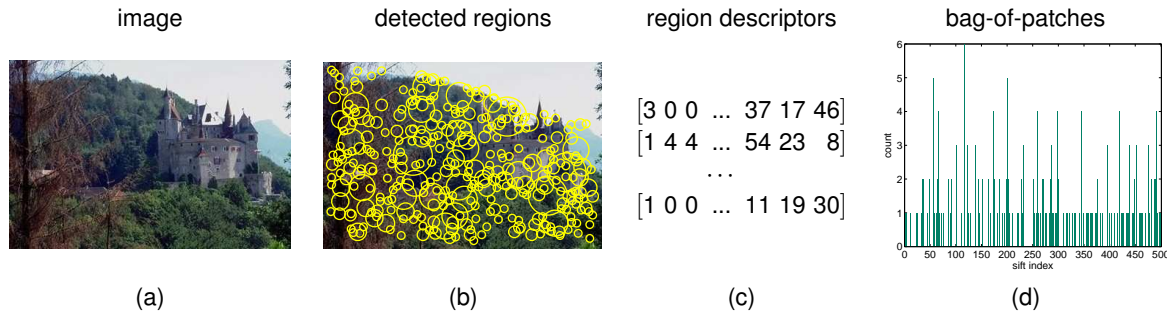 image
detected regions
region descriptors
bag-of-patches
[3 0 0 ... 37 17 46]
[1 4 4 ... 54 23 8]
...
[1 0 0 ... 11 19 30]
6
5
4
3
2
1
0
count
0 50 100 150 200 250 300 350 400 450 500
sift index
(a)
(b)
(c)
(d)